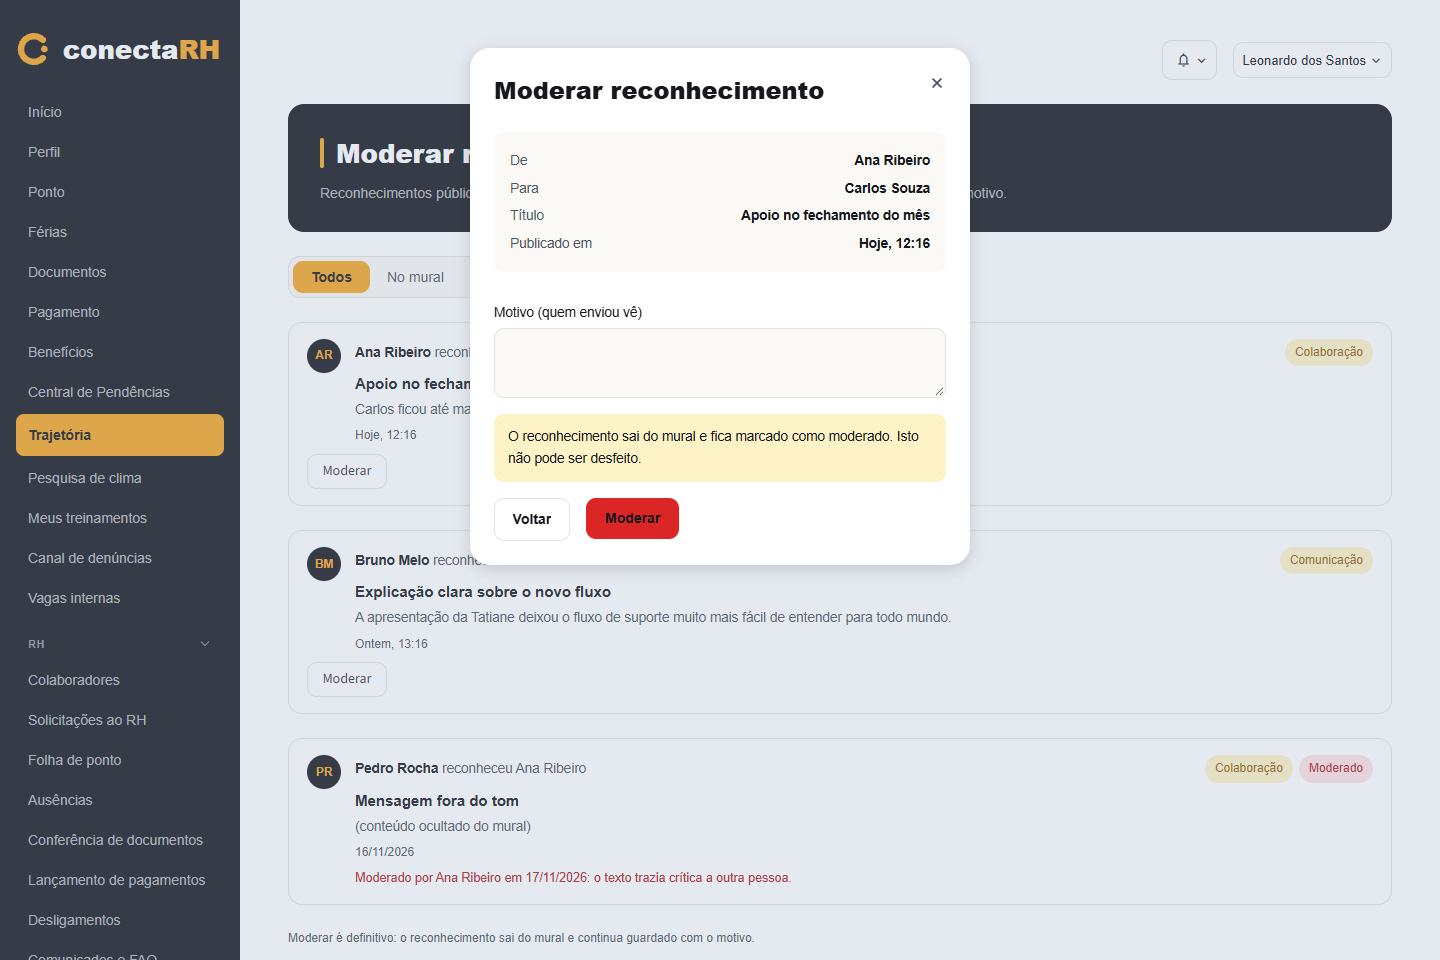 conectaRH
Início
Perfil
Ponto
Férias
Documentos
Pagamento
Benefícios
Central de Pendências
Trajetória
Pesquisa de clima
Meus treinamentos
Canal de denúncias
Vagas internas
RH
Colaboradores
Solicitações ao RH
Folha de ponto
Ausências
Conferência de documentos
Lançamento de pagamentos
Desligamentos
Comunicados e FAQ
Leonardo dos Santos
Moderar
Reconhecimentos
motivo.
Todos
No mural
AR
Ana Ribeiro
Colaboração
Apoio no
Carlos ficou até
Hoje, 12:16
Moderar
BM
Bruno Melo
Comunicação
Explicação clara sobre o novo fluxo
A apresentação da Tatiane deixou o fluxo de suporte muito mais fácil de entender para todo mundo.
Ontem, 13:16
Moderar
PR
Pedro Rocha reconheceu Ana Ribeiro
Colaboração
Moderado
Mensagem fora do tom
(conteúdo ocultado do mural)
16/11/2026
Moderado por Ana Ribeiro em 17/11/2026: o texto trazia crítica a outra pessoa.
Moderar é definitivo: o reconhecimento sai do mural e continua guardado com o motivo.
Moderar reconhecimento
De
Ana Ribeiro
Para
Carlos Souza
Título
Apoio no fechamento do mês
Publicado em
Hoje, 12:16
Motivo (quem enviou vê)
O reconhecimento sai do mural e fica marcado como moderado. Isto
não pode ser desfeito.
Voltar
Moderar